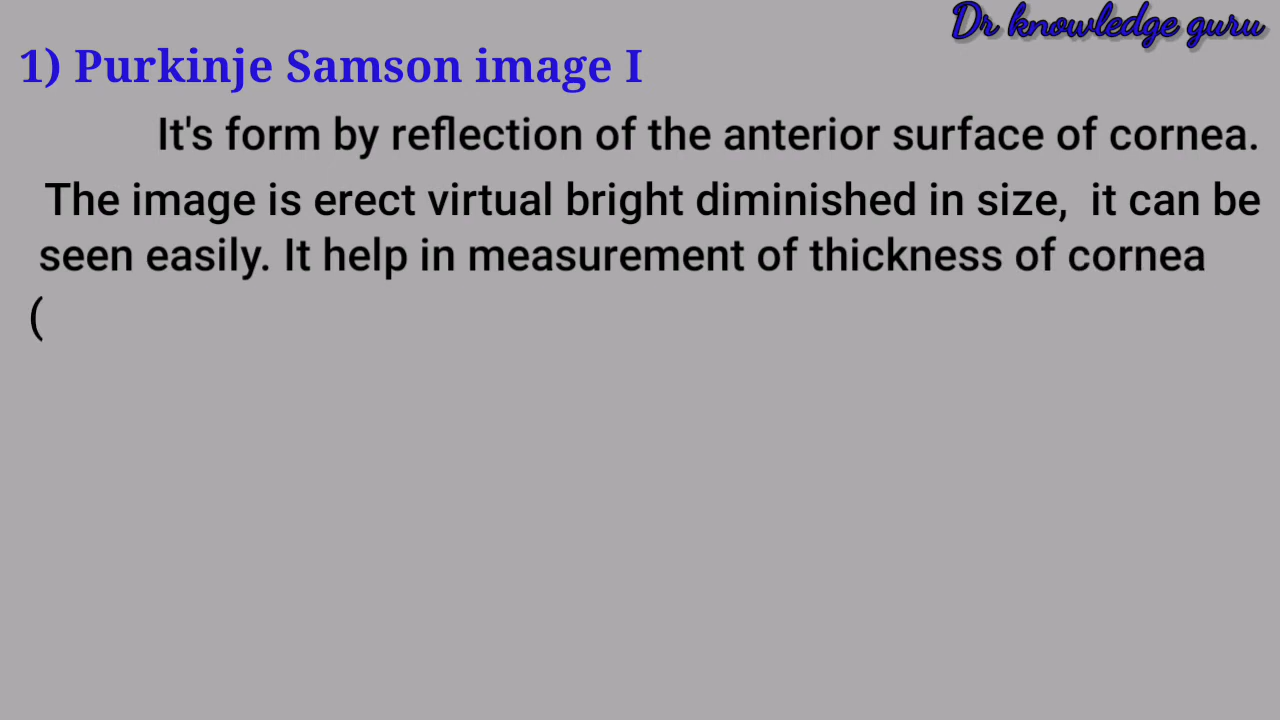 Dr knowledge guru
1) Purkinje Samson image I
It's form by reflection of the anterior surface of cornea.
The image is erect virtual bright diminished in size,  it can be
seen easily. It help in measurement of thickness of cornea
(